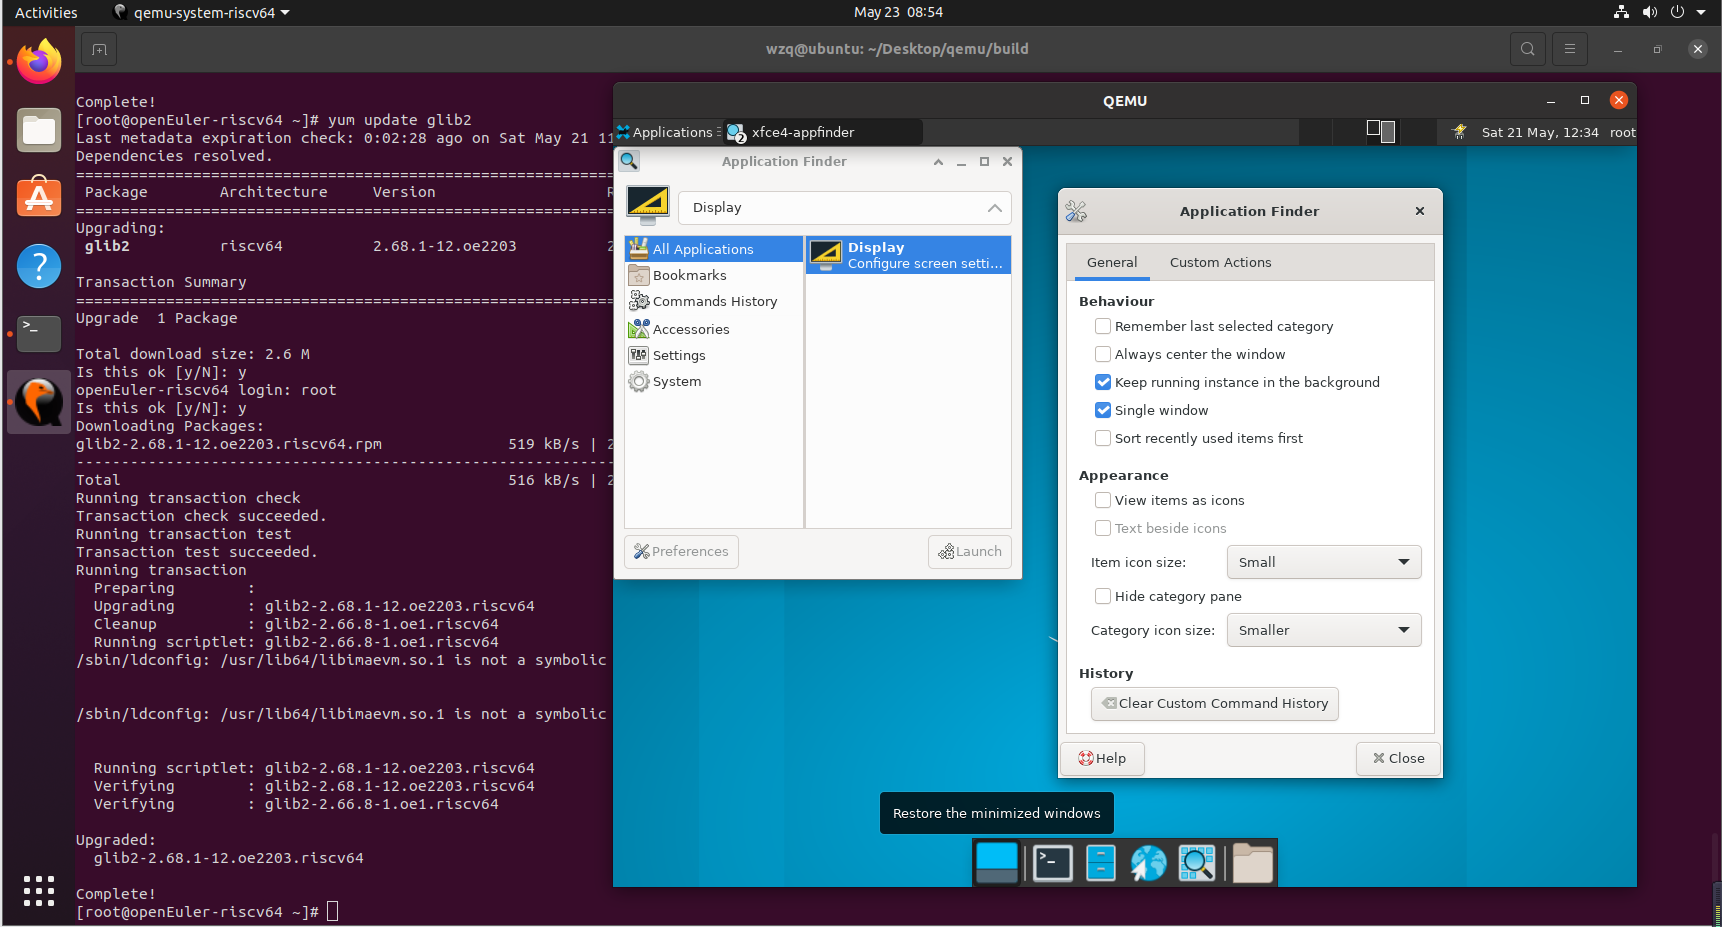 Activities
qemu-system-riscv64
May 23 08:54
wzq@ubuntu: ~/Desktop/qemu/build
Complete!
[root@openEuler-riscv64 ~]# yum update glib2
Last metadata expiration check: 0:02:28 ago on Sat May 21 11
Dependencies resolved.
================================================================
Package Architecture Version R
================================================================
Upgrading:
glib2 riscv64 2.68.1-12.oe2203 2
Transaction Summary
================================================================
Upgrade 1 Package
Total download size: 2.6 M
Is this ok [y/N]: y
openEuler-riscv64 login: root
Is this ok [y/N]: y
Downloading Packages:
glib2-2.68.1-12.oe2203.riscv64.rpm 519 kB/s | 2
----------------------------------------------------------------
Total 516 kB/s | 2
Running transaction check
Transaction check succeeded.
Running transaction test
Transaction test succeeded.
Running transaction
Preparing :
Upgrading : glib2-2.68.1-12.oe2203.riscv64
Cleanup : glib2-2.66.8-1.oe1.riscv64
Running scriptlet: glib2-2.66.8-1.oe1.riscv64
/sbin/ldconfig: /usr/lib64/libimaevm.so.1 is not a symbolic
/sbin/ldconfig: /usr/lib64/libimaevm.so.1 is not a symbolic
Running scriptlet: glib2-2.68.1-12.oe2203.riscv64
Verifying : glib2-2.68.1-12.oe2203.riscv64
Verifying : glib2-2.66.8-1.oe1.riscv64
Upgraded:
glib2-2.68.1-12.oe2203.riscv64
Complete!
[root@openEuler-riscv64 ~]#
QEMU
Applications
2
xfce4-appfinder
Sat 21 May, 12:34 root
Application Finder
Display
All Applications
Bookmarks
Commands History
Accessories
Settings
System
Display
Configure screen setti...
Preferences
Launch
Application Finder
General
Custom Actions
Behaviour
Remember last selected category
Always center the window
Keep running instance in the background
Single window
Sort recently used items first
Appearance
View items as icons
Text beside icons
Item icon size: Small
Hide category pane
Category icon size: Smaller
History
Clear Custom Command History
Help
Close
Restore the minimized windows